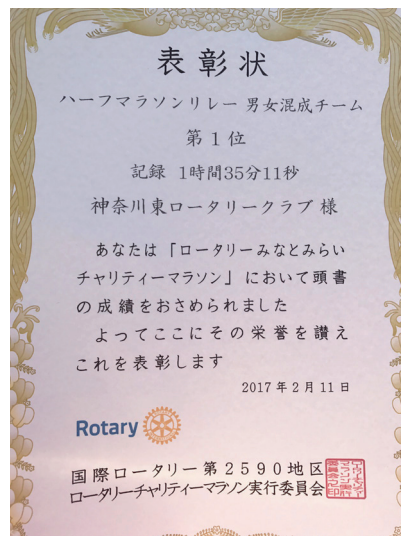 表彰状
ハーフマラソンリレー 男女混成チーム
第1位
記録 1時間35分11秒
神奈川東ロータリークラブ 様
あなたは「ロータリーみなとみらい
チャリティーマラソン」において頭書
の成績をおさめられました
よってここにその栄誉を讃え
これを表彰します
2017年2月11日
Rotary
国際ロータリー第2590地区
ロータリーチャリティーマラソン実行委員会